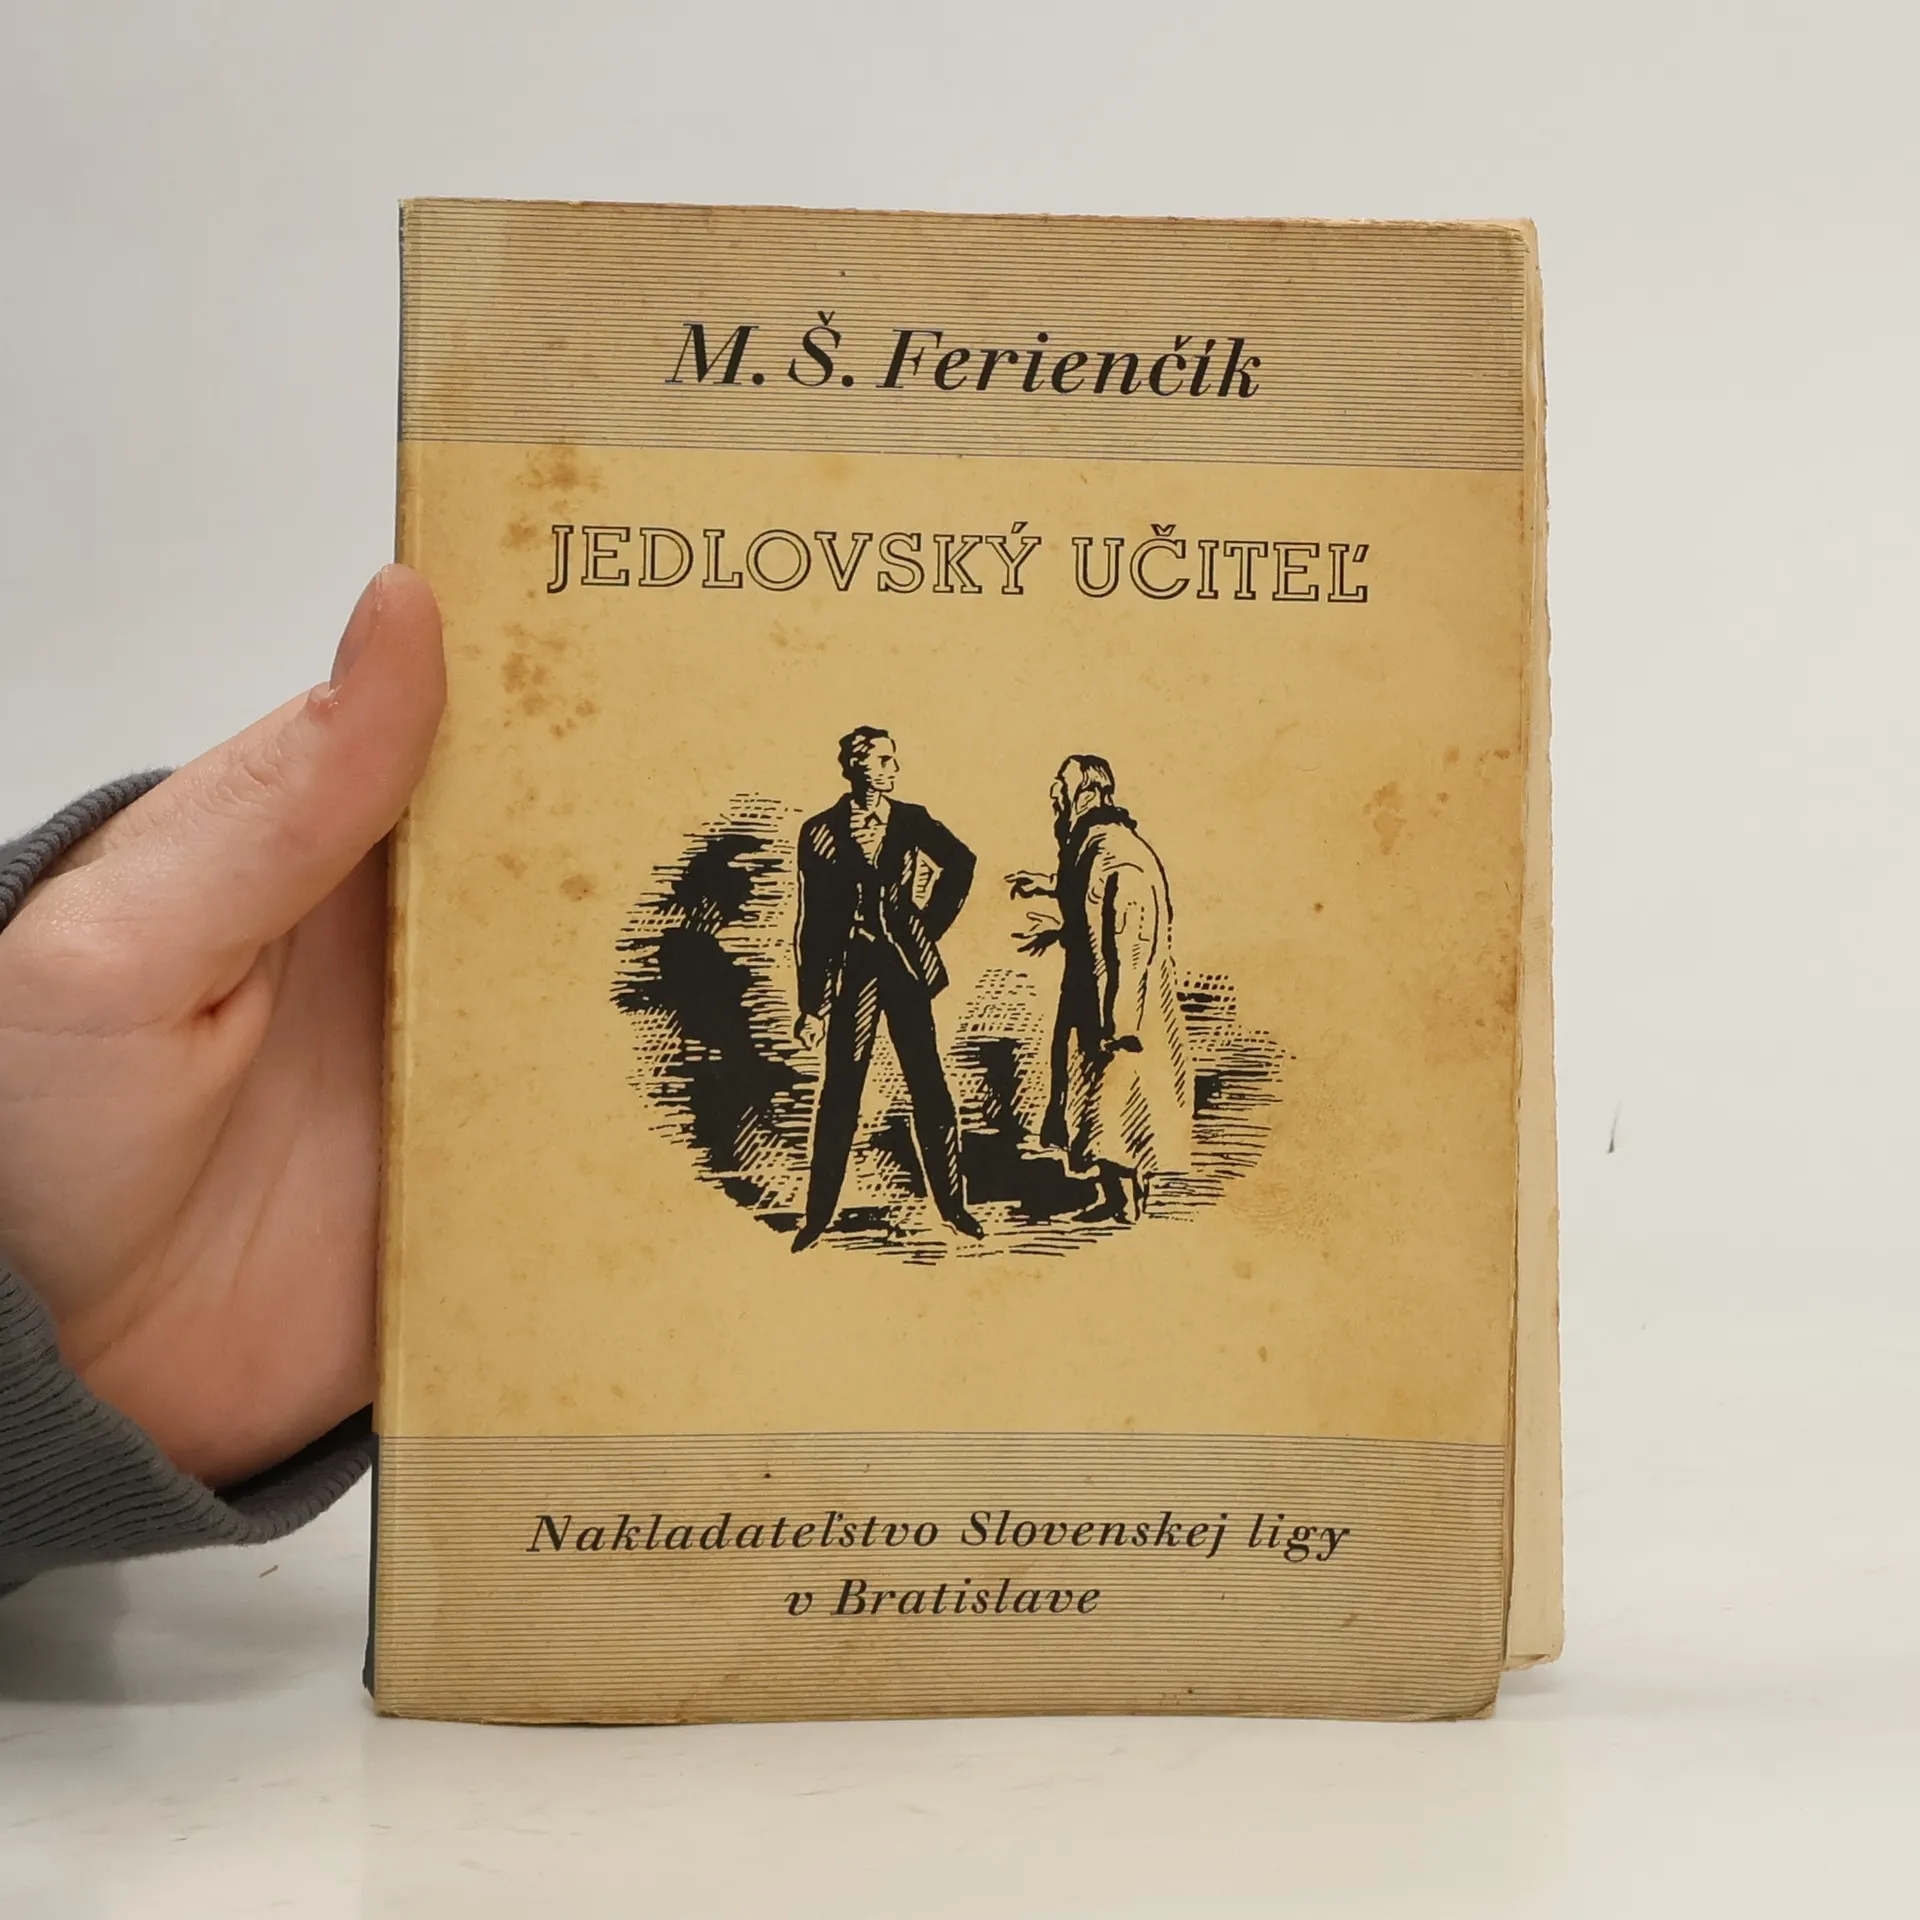 M. Š. Ferienčík
JEDLOVSKÝ UČITEĽ
Nakladateľstvo Slovenskej ligy
v Bratislave